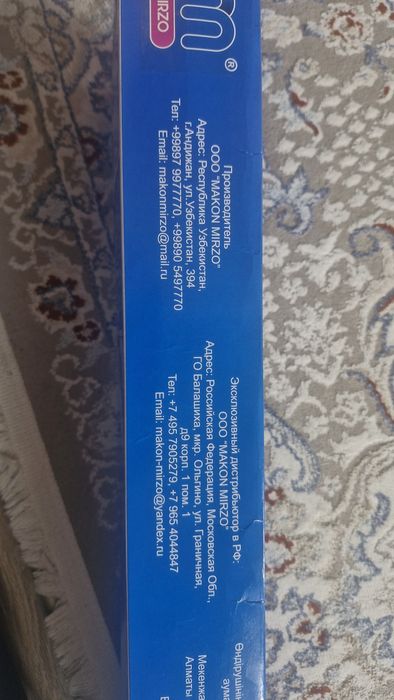 m®
MIRZO
Производитель
ООО "MAKON MIRZO"
Адрес: Республика Узбекистан,
г.Андижан, ул.Узбекистан, 394
Тел: +99897 9977770, +99890 5497770
Email: makonmirzo@mail.ru
Эксклюзивный дистрибьютор в РФ:
ООО "MAKON MIRZO"
Адрес: Российская Федерация, Московская Обл.,
ГО Балашиха, мкр. Ольгино, ул. Граничная,
д9 корп. 1 пом. 1
Тел: +7 495 7905279, +7 965 4044847
Email: makon-mirzo@yandex.ru
Алматы